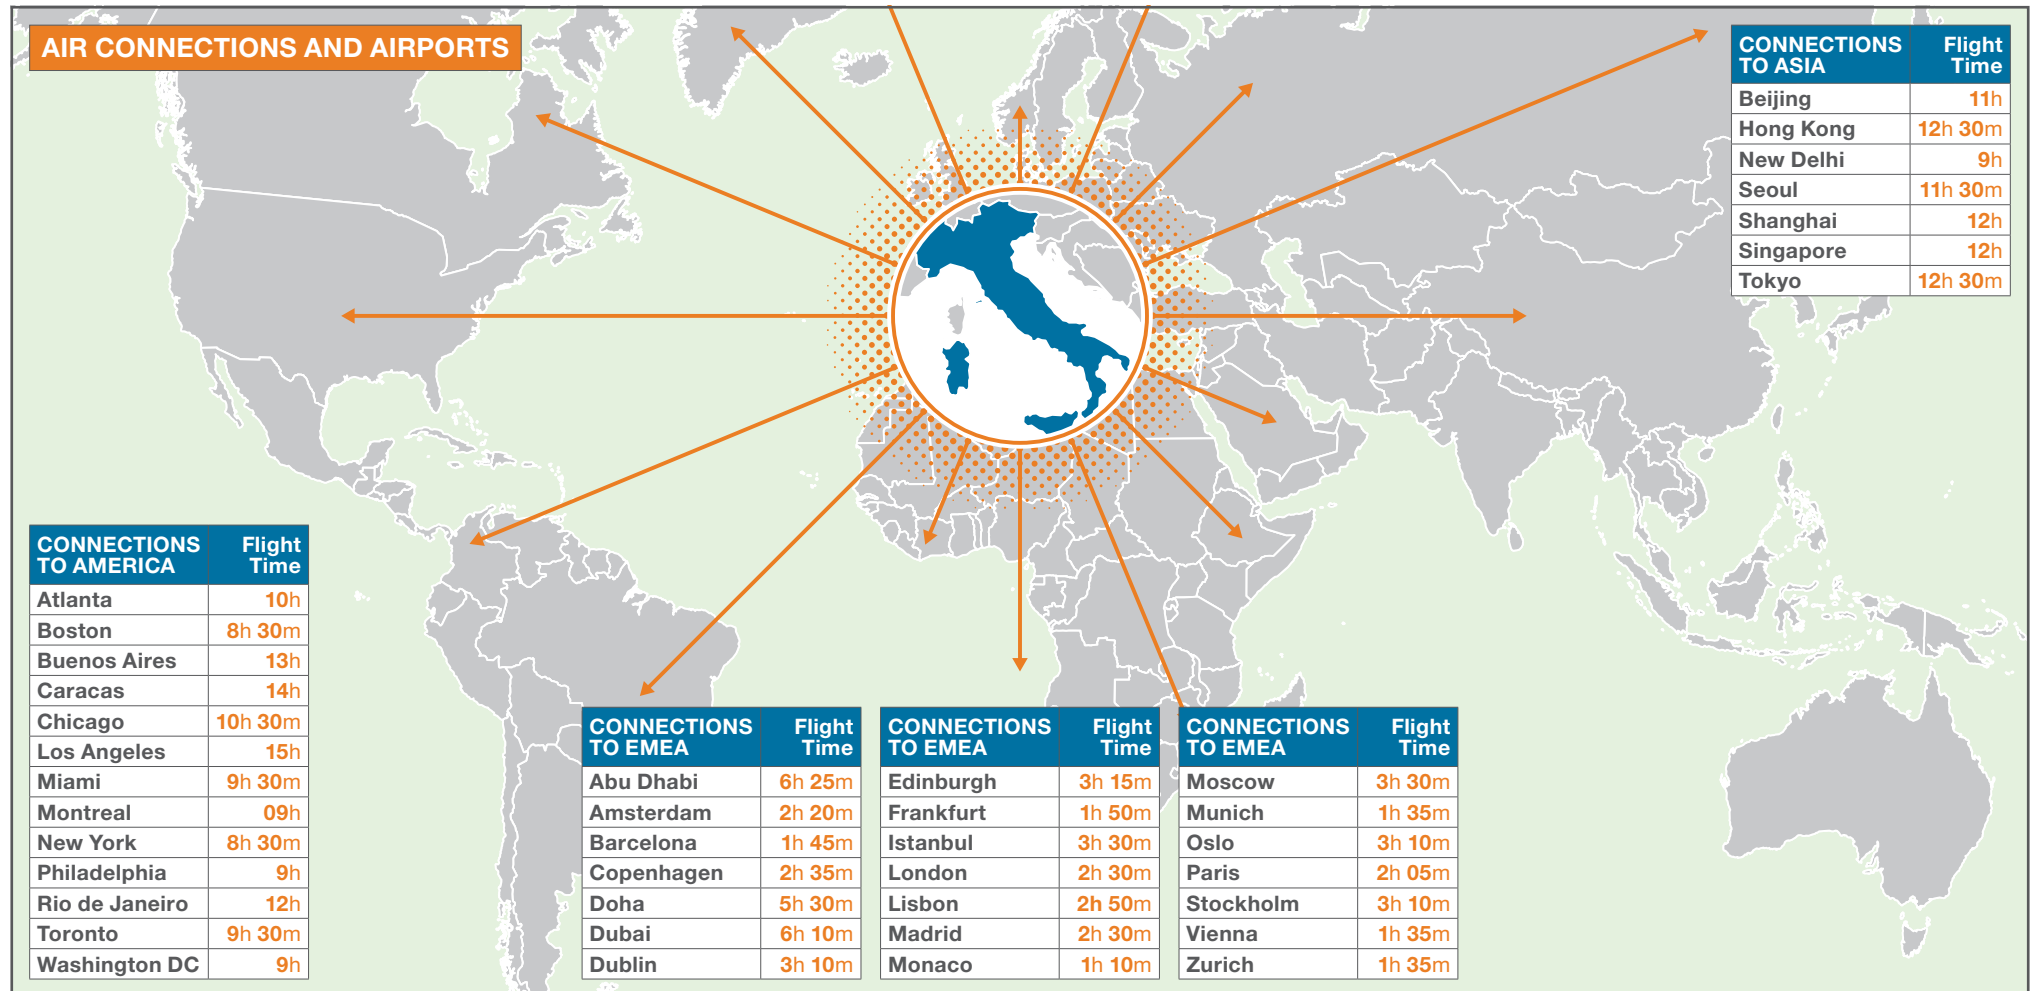 AIR CONNECTIONS AND AIRPORTS
CONNECTIONS TO ASIA Flight Time
Beijing 11h
Hong Kong 12h 30m
New Delhi 9h
Seoul 11h 30m
Shanghai 12h
Singapore 12h
Tokyo 12h 30m
CONNECTIONS TO AMERICA Flight Time
Atlanta 10h
Boston 8h 30m
Buenos Aires 13h
Caracas 14h
Chicago 10h 30m
Los Angeles 15h
Miami 9h 30m
Montreal 09h
New York 8h 30m
Philadelphia 9h
Rio de Janeiro 12h
Toronto 9h 30m
Washington DC 9h
CONNECTIONS TO EMEA Flight Time
Abu Dhabi 6h 25m
Amsterdam 2h 20m
Barcelona 1h 45m
Copenhagen 2h 35m
Doha 5h 30m
Dubai 6h 10m
Dublin 3h 10m
CONNECTIONS TO EMEA Flight Time
Edinburgh 3h 15m
Frankfurt 1h 50m
Istanbul 3h 30m
London 2h 30m
Lisbon 2h 50m
Madrid 2h 30m
Monaco 1h 10m
CONNECTIONS TO EMEA Flight Time
Moscow 3h 30m
Munich 1h 35m
Oslo 3h 10m
Paris 2h 05m
Stockholm 3h 10m
Vienna 1h 35m
Zurich 1h 35m